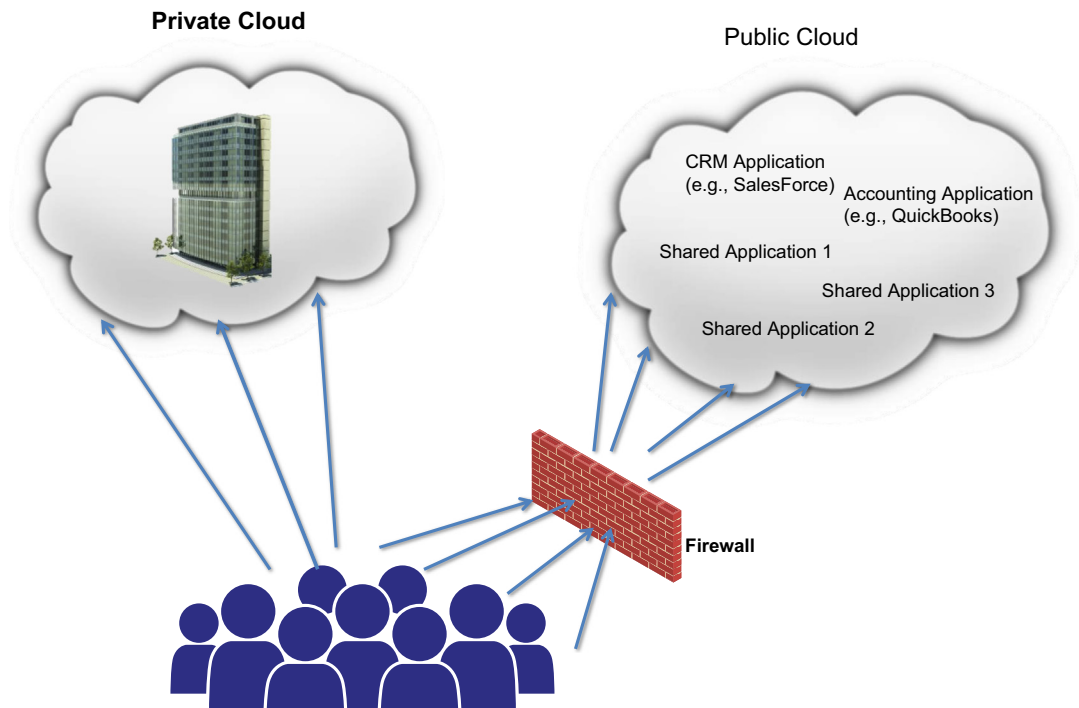 Private Cloud
Public Cloud
CRM Application
(e.g., SalesForce)
Accounting Application
(e.g., QuickBooks)
Shared Application 1
Shared Application 3
Shared Application 2
Firewall